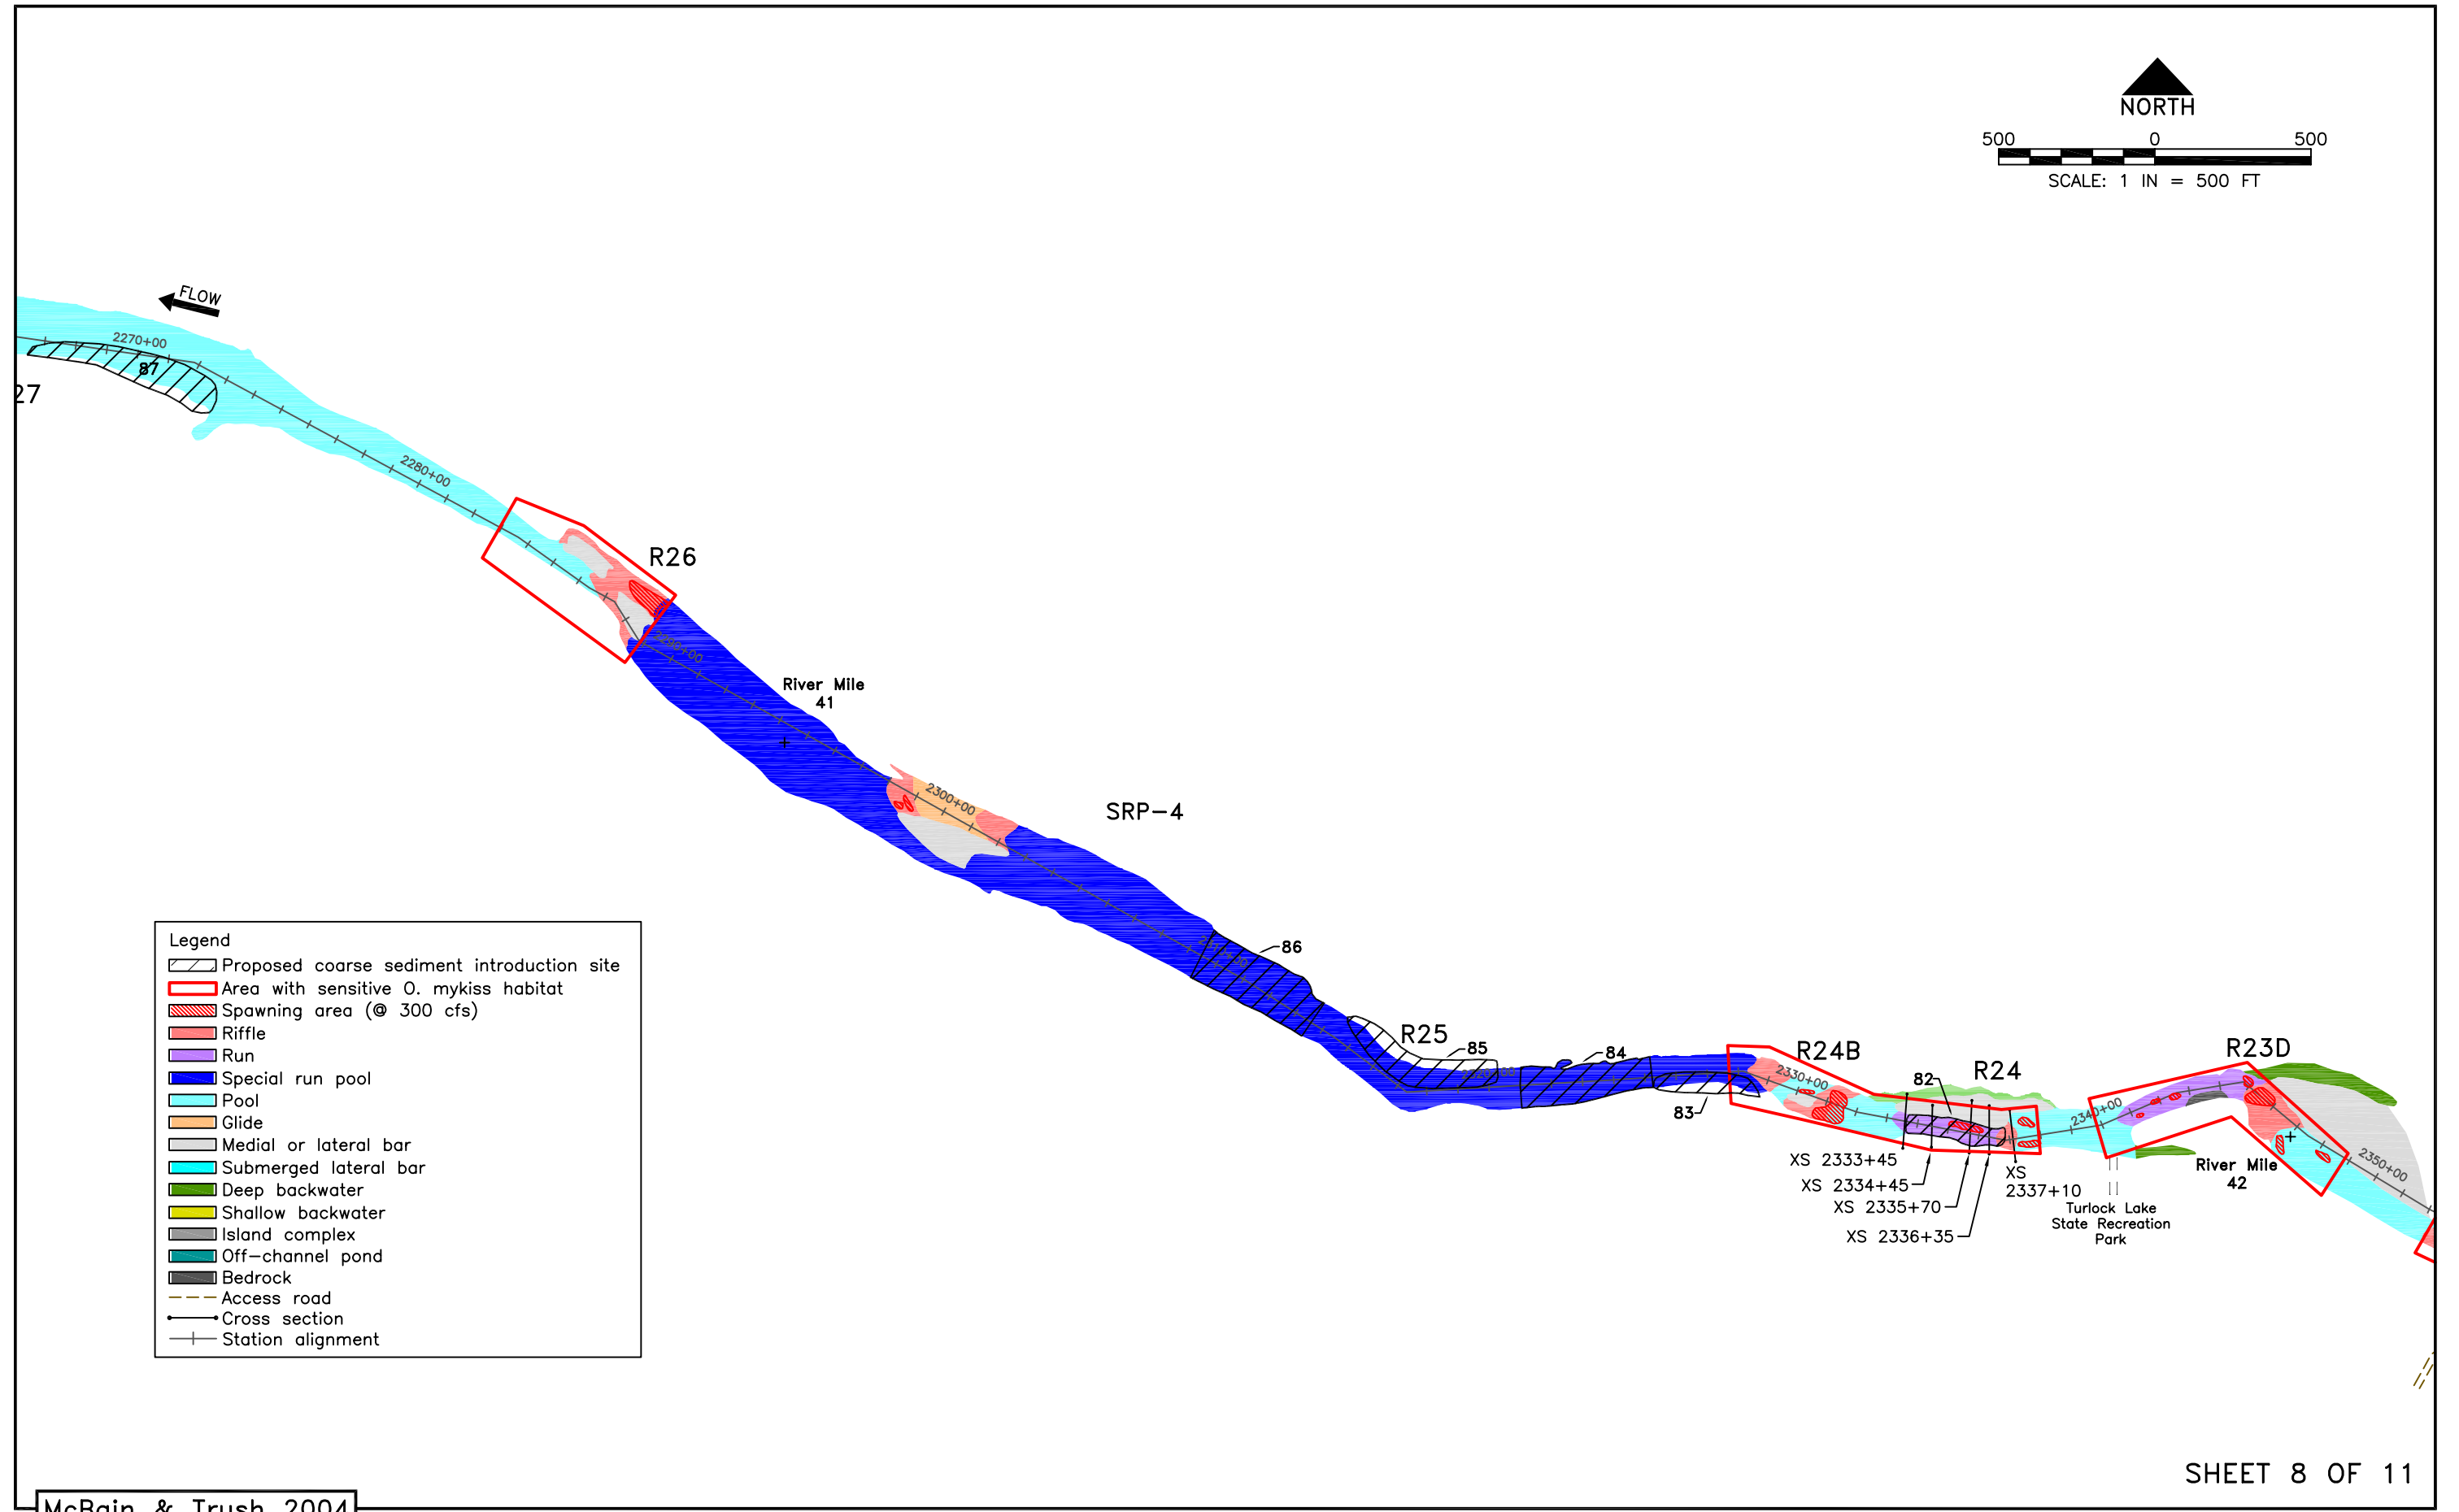 NORTH
500 0 500
SCALE: 1 IN = 500 FT
FLOW
2270+00
87
27
2280+00
R26
2290+00
River Mile
41
2300+00
SRP-4
86
2310+00
R25
85
2320+00
84
83
R24B
2330+00
82
R24
R23D
2340+00
2350+00
XS 2333+45
XS 2334+45
XS 2335+70
XS 2336+35
XS
2337+10
River Mile
42
Turlock Lake
State Recreation
Park
Legend
Proposed coarse sediment introduction site
Area with sensitive O. mykiss habitat
Spawning area (@ 300 cfs)
Riffle
Run
Special run pool
Pool
Glide
Medial or lateral bar
Submerged lateral bar
Deep backwater
Shallow backwater
Island complex
Off-channel pond
Bedrock
Access road
Cross section
Station alignment
SHEET 8 OF 11
McBain & Trush 2004